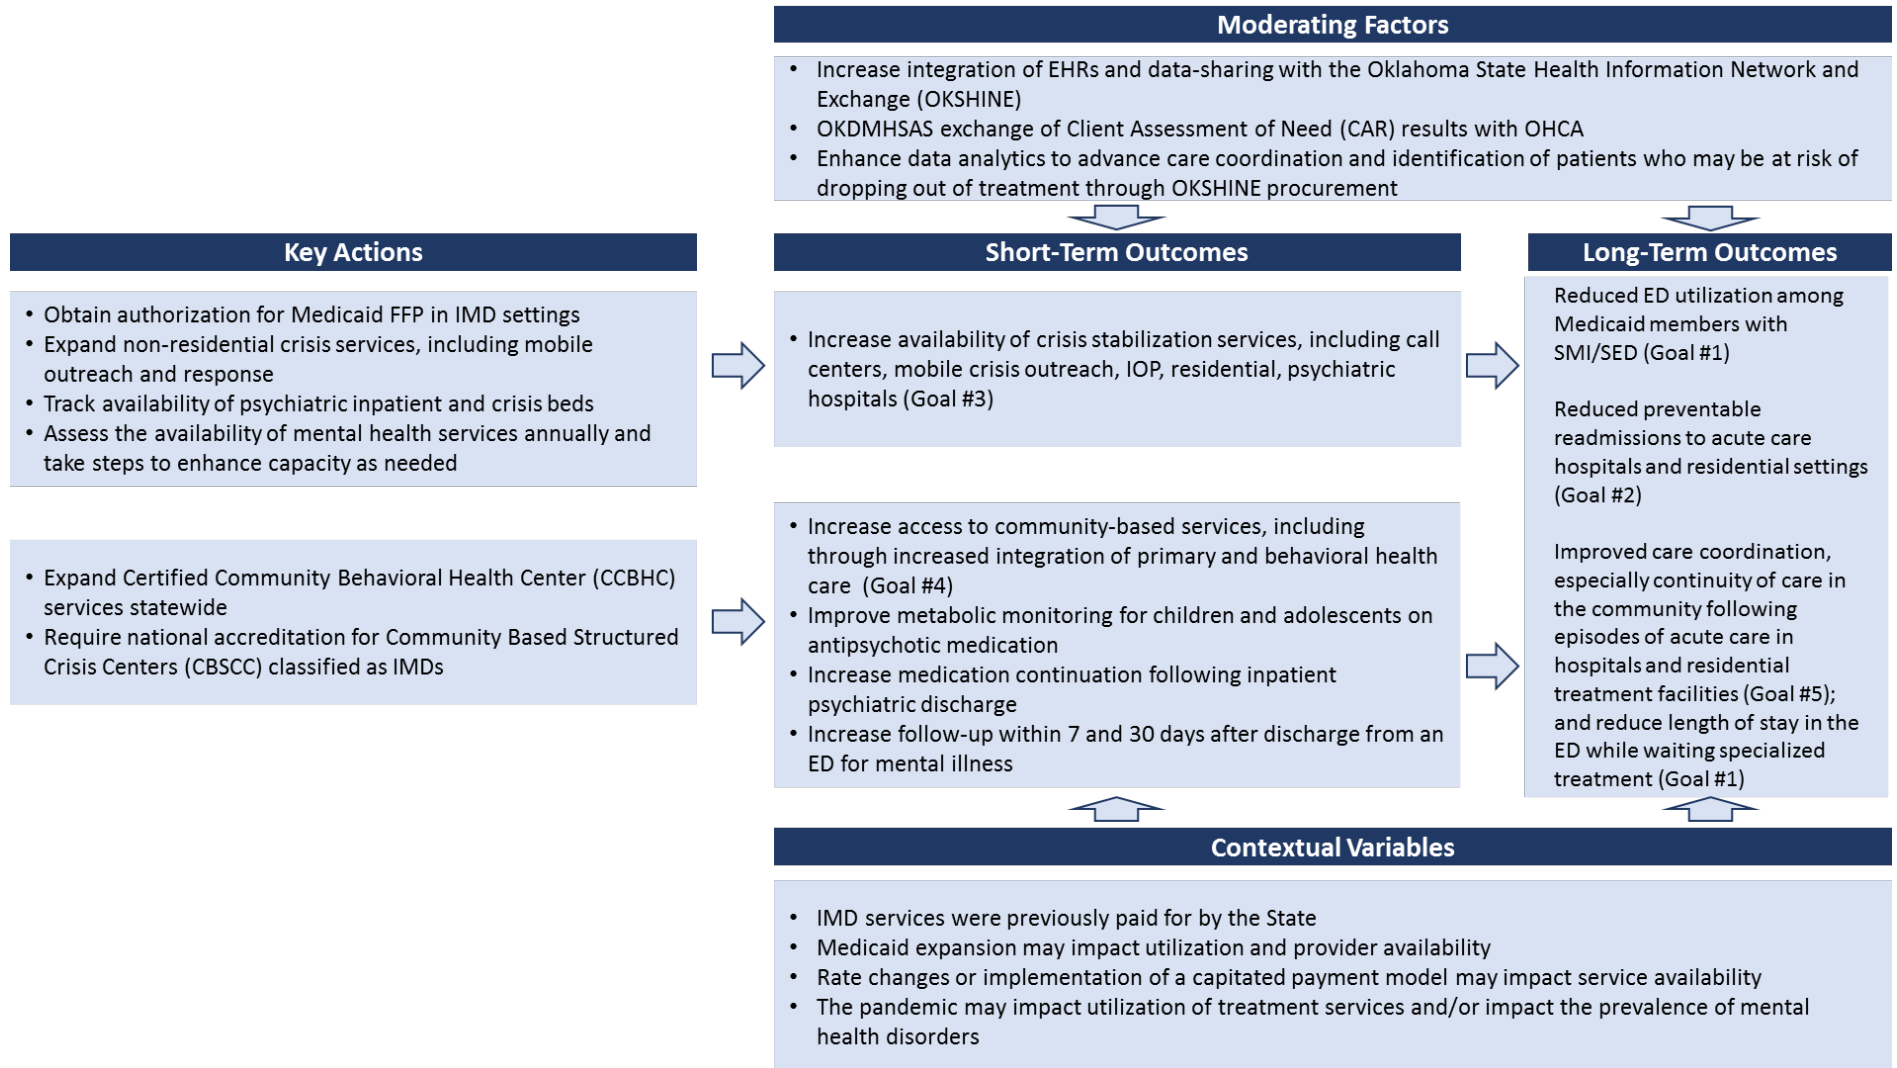 Moderating Factors
• Increase integration of EHRs and data-sharing with the Oklahoma State Health Information Network and
Exchange (OKSHINE)
• OKDMHSAS exchange of Client Assessment of Need (CAR) results with OHCA
• Enhance data analytics to advance care coordination and identification of patients who may be at risk of
dropping out of treatment through OKSHINE procurement
Key Actions
• Obtain authorization for Medicaid FFP in IMD settings
• Expand non-residential crisis services, including mobile
outreach and response
• Track availability of psychiatric inpatient and crisis beds
• Assess the availability of mental health services annually and
take steps to enhance capacity as needed
• Expand Certified Community Behavioral Health Center (CCBHC)
services statewide
• Require national accreditation for Community Based Structured
Crisis Centers (CBSCC) classified as IMDs
Short-Term Outcomes
• Increase availability of crisis stabilization services, including call
centers, mobile crisis outreach, IOP, residential, psychiatric
hospitals (Goal #3)
• Increase access to community-based services, including
through increased integration of primary and behavioral health
care (Goal #4)
• Improve metabolic monitoring for children and adolescents on
antipsychotic medication
• Increase medication continuation following inpatient
psychiatric discharge
• Increase follow-up within 7 and 30 days after discharge from an
ED for mental illness
Long-Term Outcomes
Reduced ED utilization among
Medicaid members with
SMI/SED (Goal #1)
Reduced preventable
readmissions to acute care
hospitals and residential settings
(Goal #2)
Improved care coordination,
especially continuity of care in
the community following
episodes of acute care in
hospitals and residential
treatment facilities (Goal #5);
and reduce length of stay in the
ED while waiting specialized
treatment (Goal #1)
Contextual Variables
• IMD services were previously paid for by the State
• Medicaid expansion may impact utilization and provider availability
• Rate changes or implementation of a capitated payment model may impact service availability
• The pandemic may impact utilization of treatment services and/or impact the prevalence of mental
health disorders